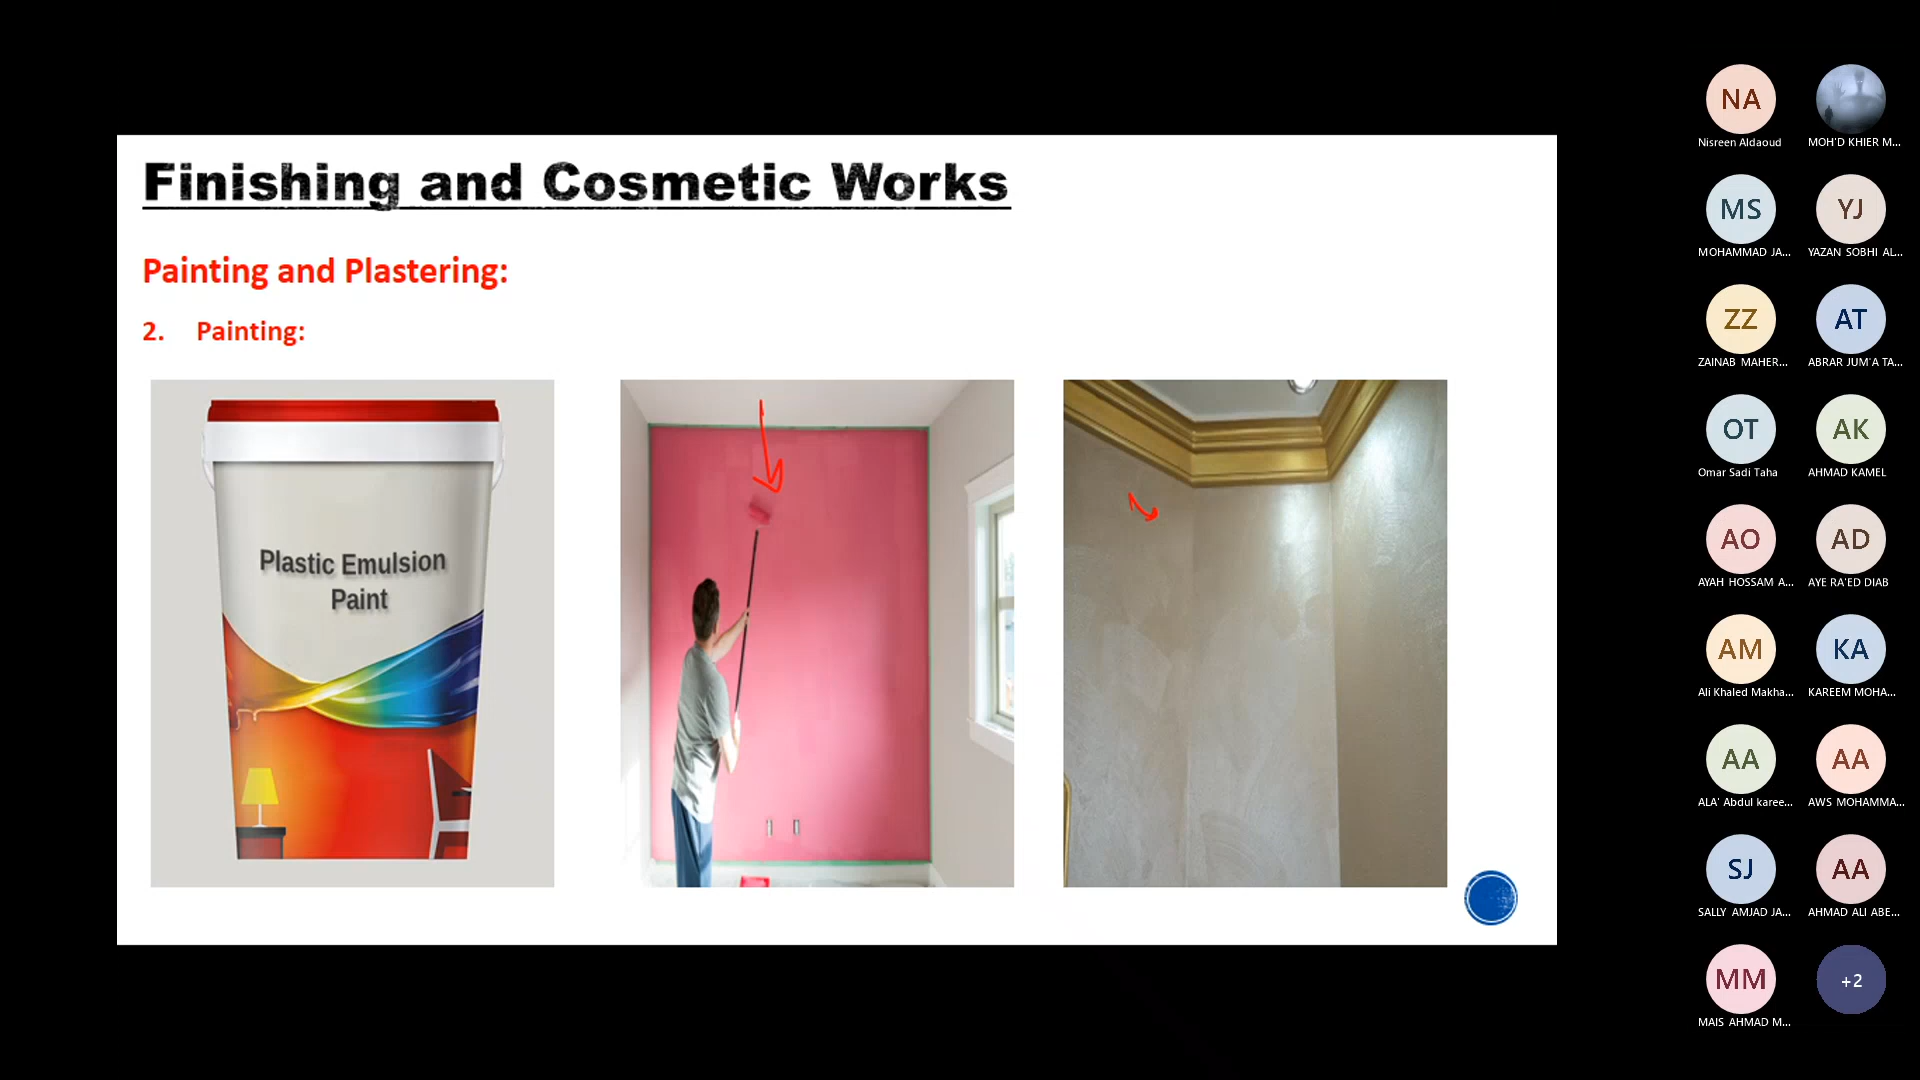 Finishing and Cosmetic Works
Painting and Plastering:
2. Painting:
Plastic Emulsion
Paint
NA
Nisreen Aldaoud
MOH'D KHIER M...
MS
MOHAMMAD JA...
YJ
YAZAN SOBHI AL...
ZZ
ZAINAB MAHER...
AT
ABRAR JUM'A TA...
OT
Omar Sadi Taha
AK
AHMAD KAMEL
AO
AYAH HOSSAM A...
AD
AYE RA'ED DIAB
AM
Ali Khaled Makha...
KA
KAREEM MOHA...
AA
ALA' Abdul karee...
AA
AWS MOHAMMA...
SJ
SALLY AMJAD JA...
AA
AHMAD ALI ABE...
MM
MAIS AHMAD M...
+2